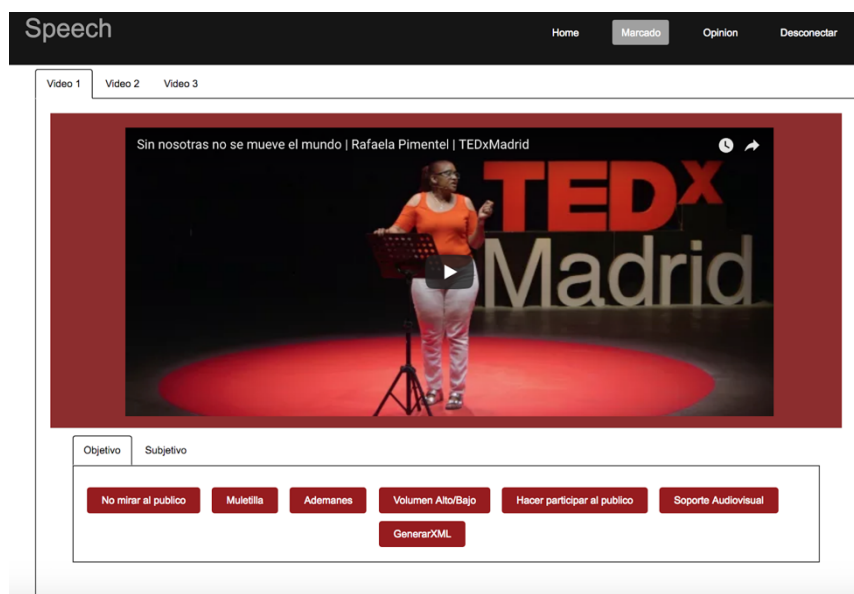 Speech
Home Marcado Opinion Desconectar
Video 1 Video 2 Video 3
Sin nosotras no se mueve el mundo | Rafaela Pimentel | TEDxMadrid
TEDx
Madrid
Objetivo Subjetivo
No mirar al publico Muletilla Ademanes Volumen Alto/Bajo Hacer participar al publico Soporte Audiovisual
GenerarXML